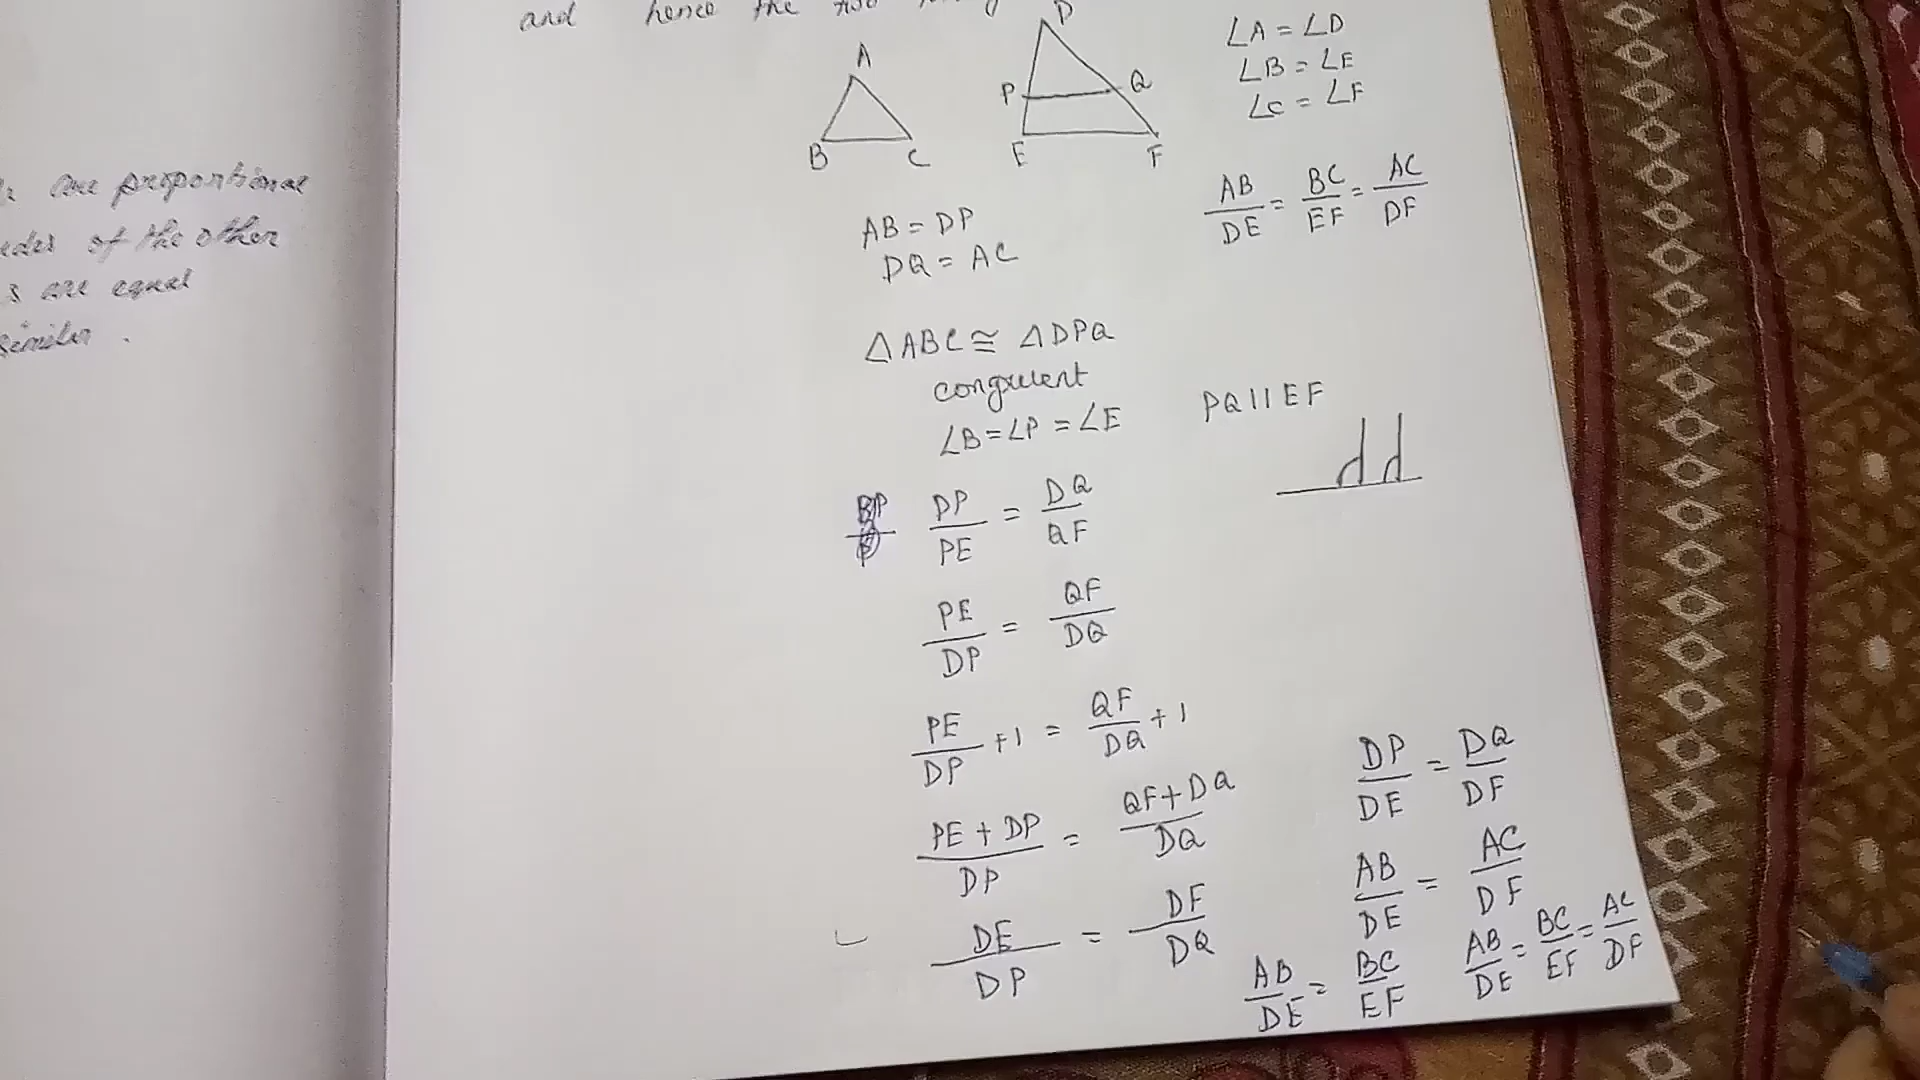 are proportional
of the other
are equal
similar .
and hence the two
A
B C
D
P Q
E F
∠A = ∠D
∠B = ∠E
∠C = ∠F
AB/DE = BC/EF = AC/DF
AB = DP
DQ = AC
△ABC ≅ △DPQ
congruent
∠B = ∠P = ∠E
PQ || EF
DP/PE = DQ/QF
PE/DP = QF/DQ
PE/DP + 1 = QF/DQ + 1
PE + DP/DP = QF + DQ/DQ
DE/DP = DF/DQ
DP/DE = DQ/DF
AB/DE = AC/DF
AB/DE = BC/EF
AB/DE = BC/EF = AC/DF